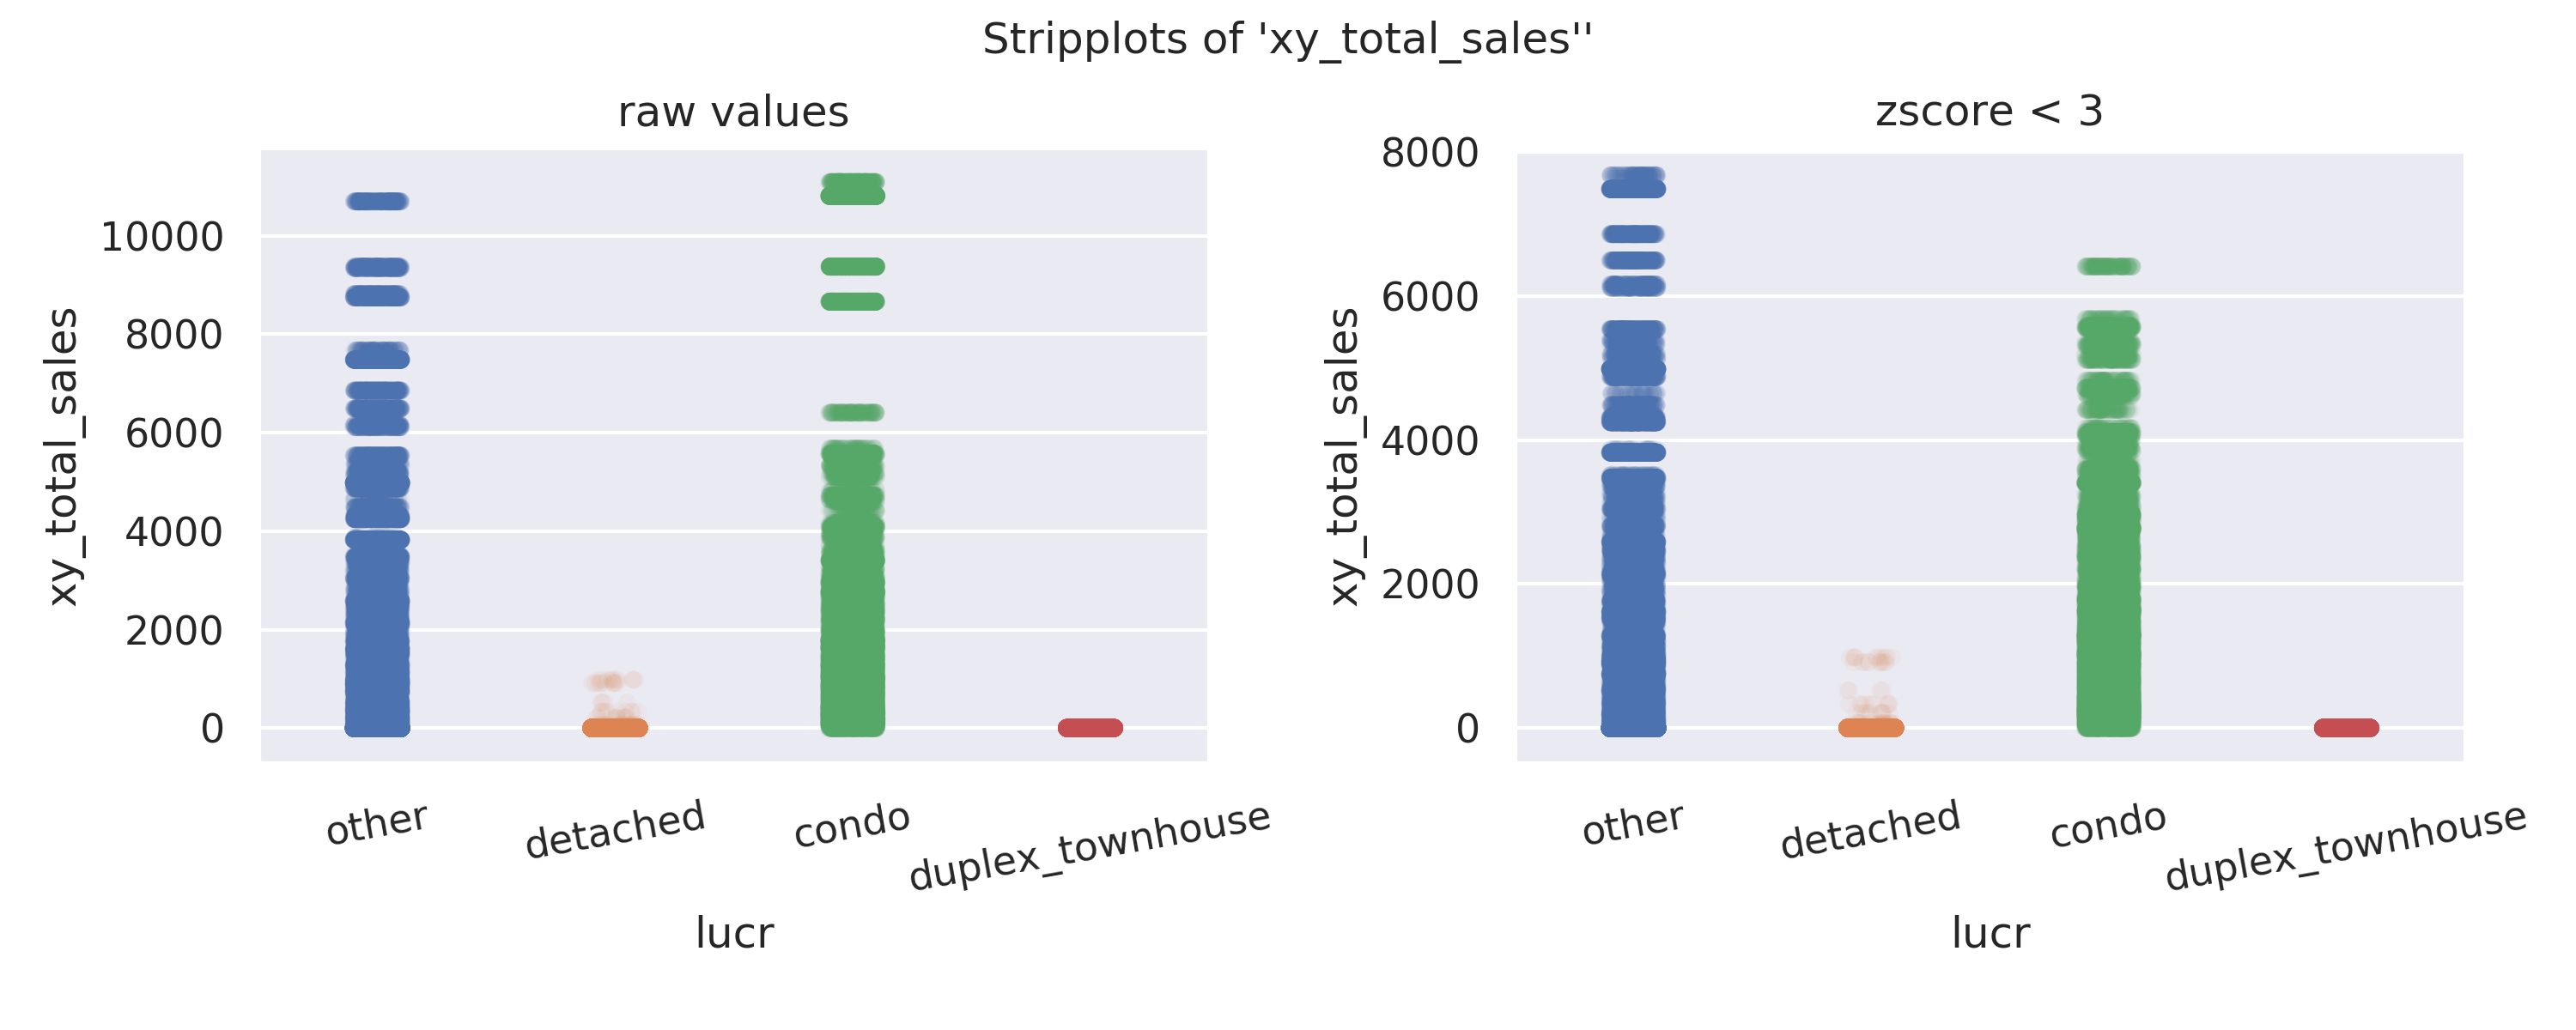 Stripplots of 'xy_total_sales''
raw values
xy_total_sales
10000
8000
6000
4000
2000
0
other
detached
condo
duplex_townhouse
lucr
zscore < 3
xy_total_sales
8000
6000
4000
2000
0
other
detached
condo
duplex_townhouse
lucr